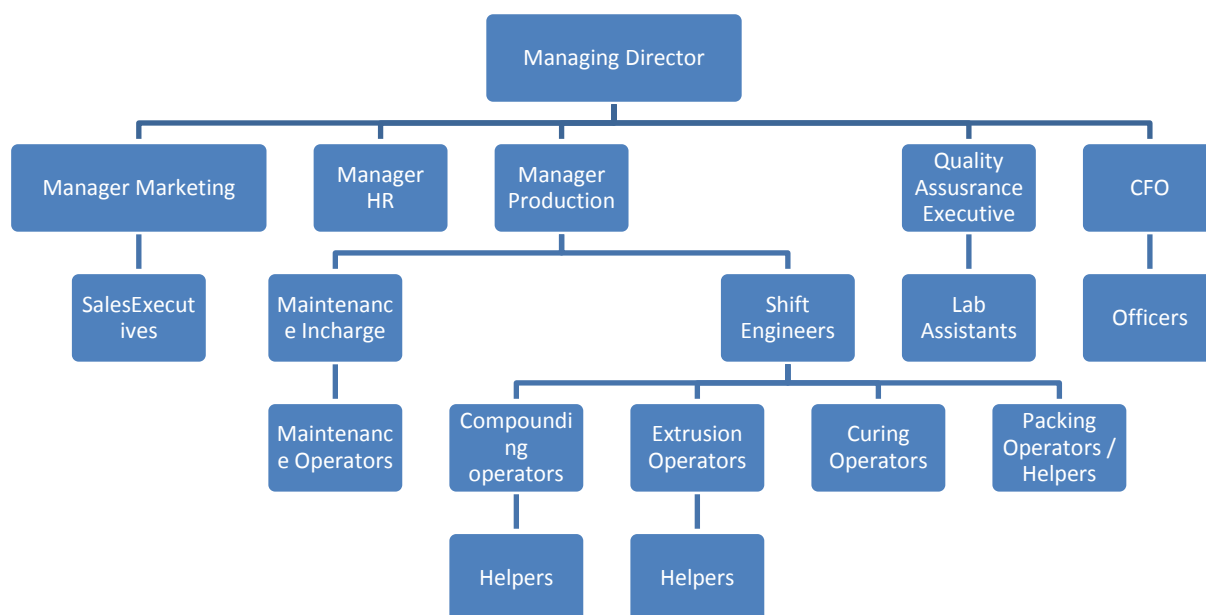 Managing Director
Manager Marketing
Manager
HR
Manager
Production
Quality
Assusrance
Executive
CFO
SalesExecut
ives
Maintenanc
e Incharge
Shift
Engineers
Lab
Assistants
Officers
Maintenanc
e Operators
Compoundi
ng
operators
Extrusion
Operators
Curing
Operators
Packing
Operators /
Helpers
Helpers
Helpers